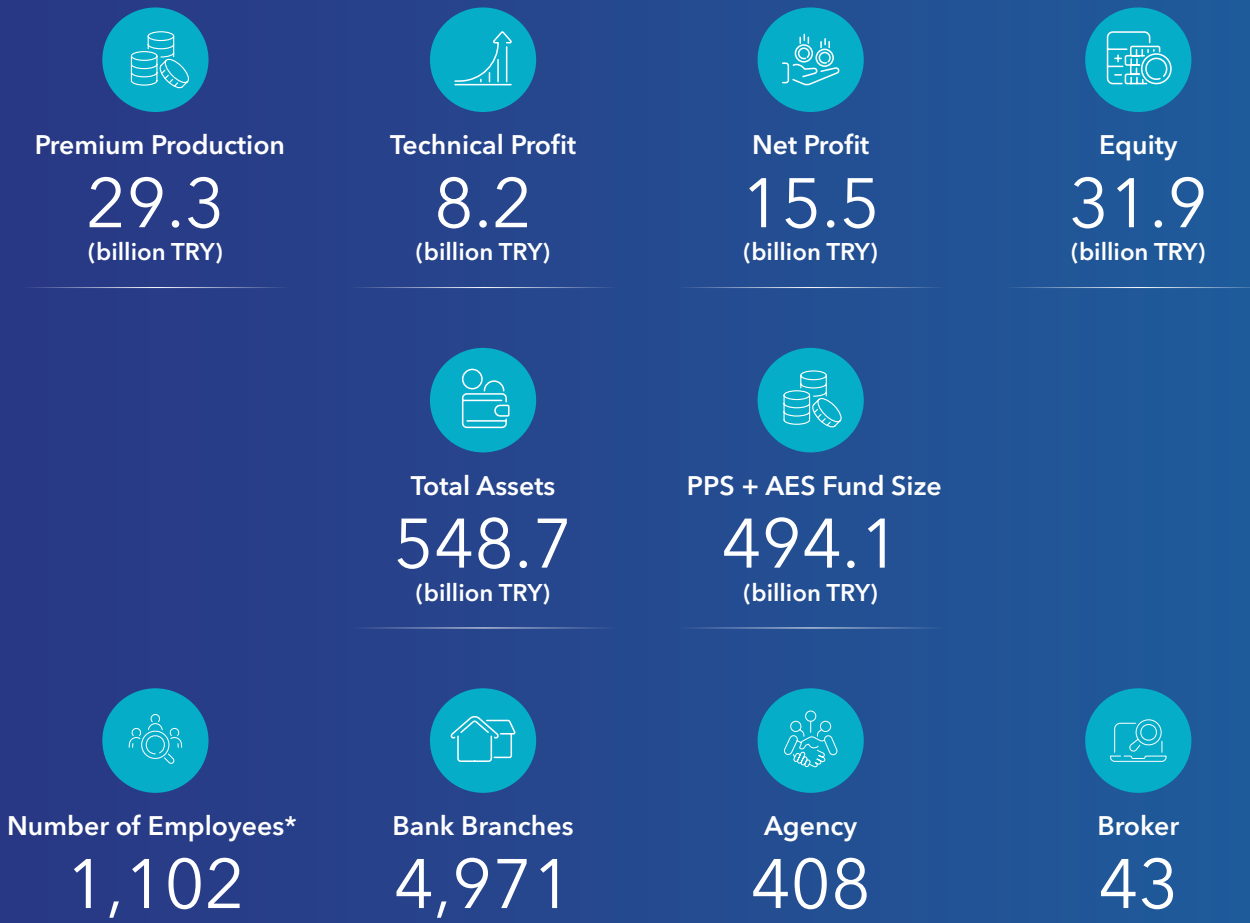 Premium Production
29.3
(billion TRY)
Technical Profit
8.2
(billion TRY)
Net Profit
15.5
(billion TRY)
Equity
31.9
(billion TRY)
Total Assets
548.7
(billion TRY)
PPS + AES Fund Size
494.1
(billion TRY)
Number of Employees*
1,102
Bank Branches
4,971
Agency
408
Broker
43